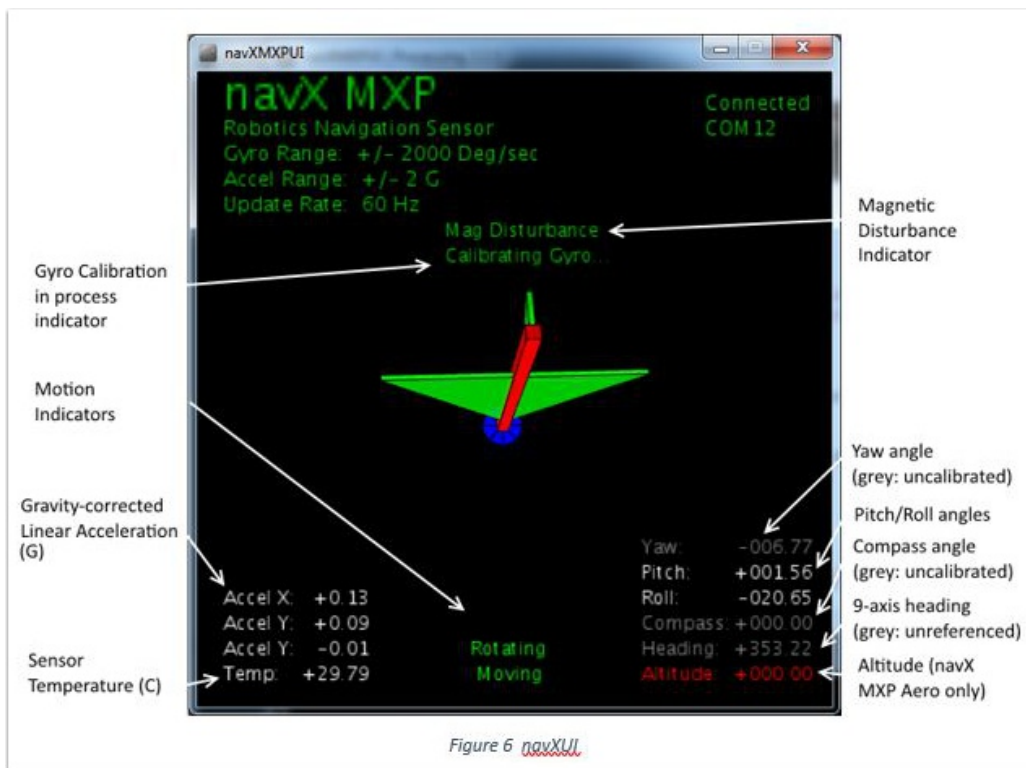 navXMXPUI
navX MXP
Robotics Navigation Sensor
Gyro Range: +/- 2000 Deg/sec
Accel Range: +/- 2 G
Update Rate: 60 Hz
Connected
COM 12
Mag Disturbance
Calibrating Gyro...
Magnetic
Disturbance
Indicator
Gyro Calibration
in process
indicator
Motion
Indicators
Gravity-corrected
Linear Acceleration
(G)
Sensor
Temperature (C)
Accel X: +0.13
Accel Y: +0.09
Accel Y: -0.01
Temp: +29.79
Rotating
Moving
Yaw: -006.77
Pitch: +001.56
Roll: -020.65
Compass: +000.00
Heading: +353.22
Altitude: +000.00
Yaw angle
(grey: uncalibrated)
Pitch/Roll angles
Compass angle
(grey: uncalibrated)
9-axis heading
(grey: unreferenced)
Altitude (navX
MXP Aero only)
Figure 6 navXUI